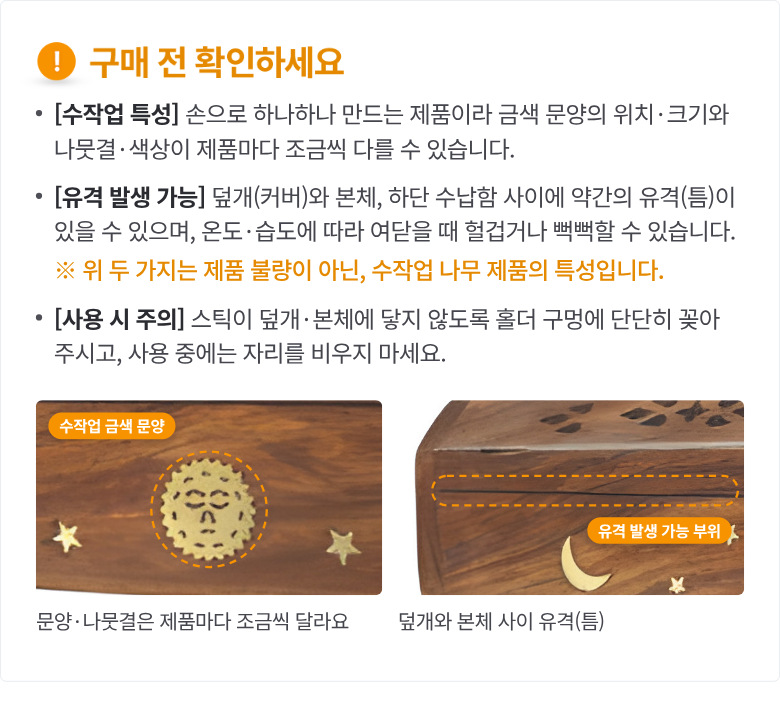 ! 구매 전 확인하세요
• [수작업 특성] 손으로 하나하나 만드는 제품이라 금색 문양의 위치·크기와
나뭇결·색상이 제품마다 조금씩 다를 수 있습니다.
• [유격 발생 가능] 덮개(커버)와 본체, 하단 수납함 사이에 약간의 유격(틈)이
있을 수 있으며, 온도·습도에 따라 여닫을 때 헐겁거나 뻑뻑할 수 있습니다.
※ 위 두 가지는 제품 불량이 아닌, 수작업 나무 제품의 특성입니다.
• [사용 시 주의] 스틱이 덮개·본체에 닿지 않도록 홀더 구멍에 단단히 꽂아
주시고, 사용 중에는 자리를 비우지 마세요.
수작업 금색 문양
유격 발생 가능 부위
문양·나뭇결은 제품마다 조금씩 달라요
덮개와 본체 사이 유격(틈)